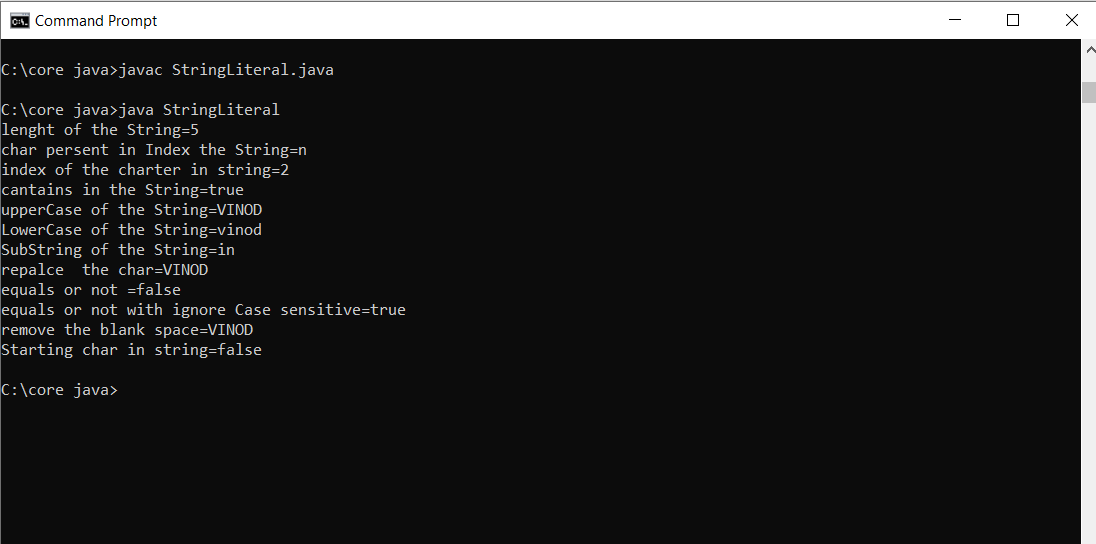 Command Prompt
C:\core java>javac StringLiteral.java
C:\core java>java StringLiteral
lenght of the String=5
char persent in Index the String=n
index of the charter in string=2
cantains in the String=true
upperCase of the String=VINOD
LowerCase of the String=vinod
SubString of the String=in
repalce  the char=VINOD
equals or not =false
equals or not with ignore Case sensitive=true
remove the blank space=VINOD
Starting char in string=false
C:\core java>